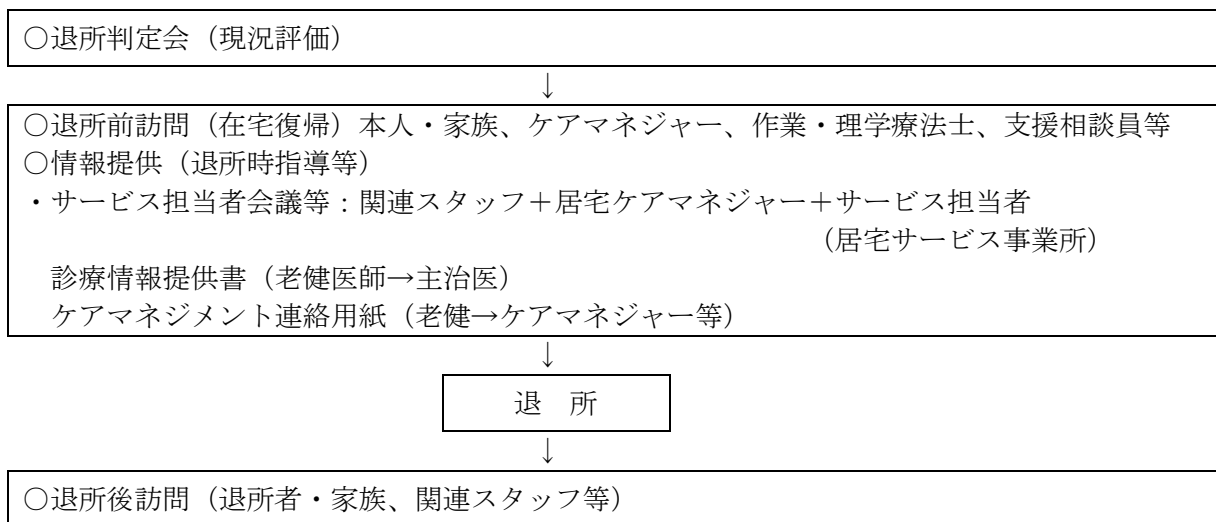 ○退所判定会（現況評価）
↓
○退所前訪問（在宅復帰）本人・家族、ケアマネジャー、作業・理学療法士、支援相談員等
○情報提供（退所時指導等）
・サービス担当者会議等：関連スタッフ＋居宅ケアマネジャー＋サービス担当者
（居宅サービス事業所）
診療情報提供書（老健医師→主治医）
ケアマネジメント連絡用紙（老健→ケアマネジャー等）
↓
退　所
↓
○退所後訪問（退所者・家族、関連スタッフ等）